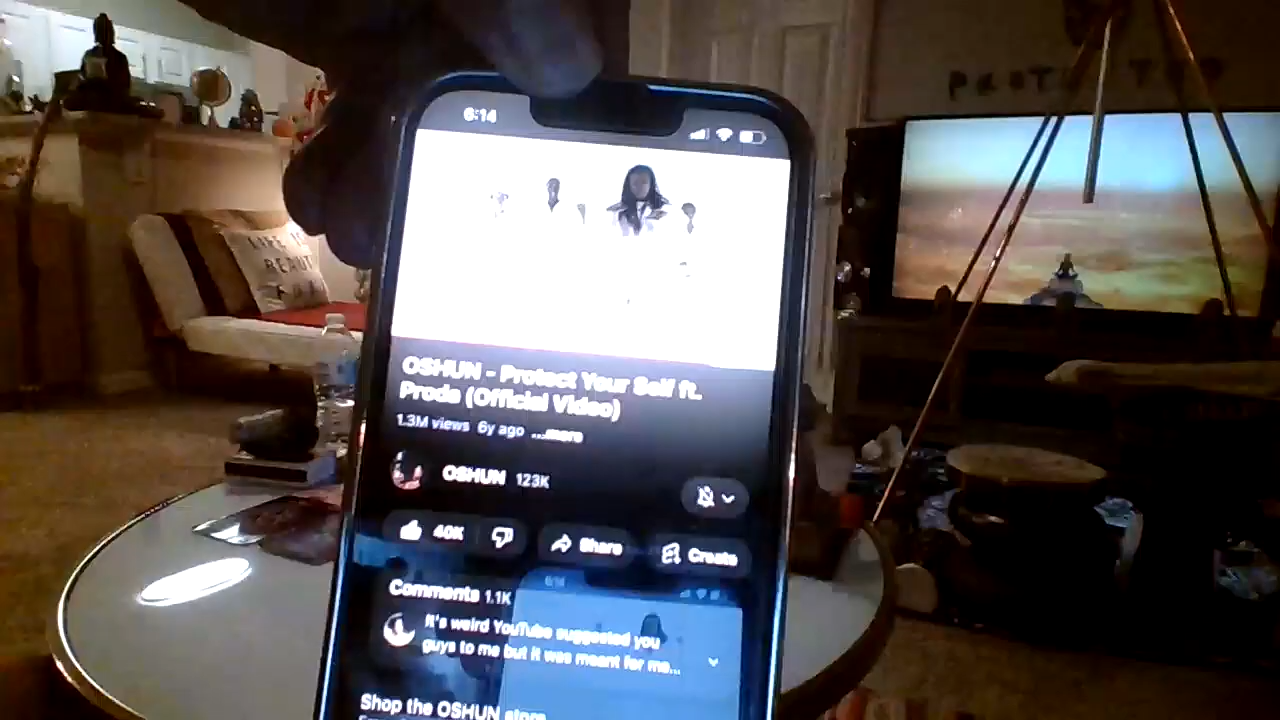 6:14
OSHUN - Protect Your Self ft.
Proda (Official Video)
1.3M views 6y ago ...more
OSHUN 123K
40K
Share
Create
Comments 1.1K
It's weird YouTube suggested you
guys to me but it was meant for me...
Shop the OSHUN store
LIFE IS